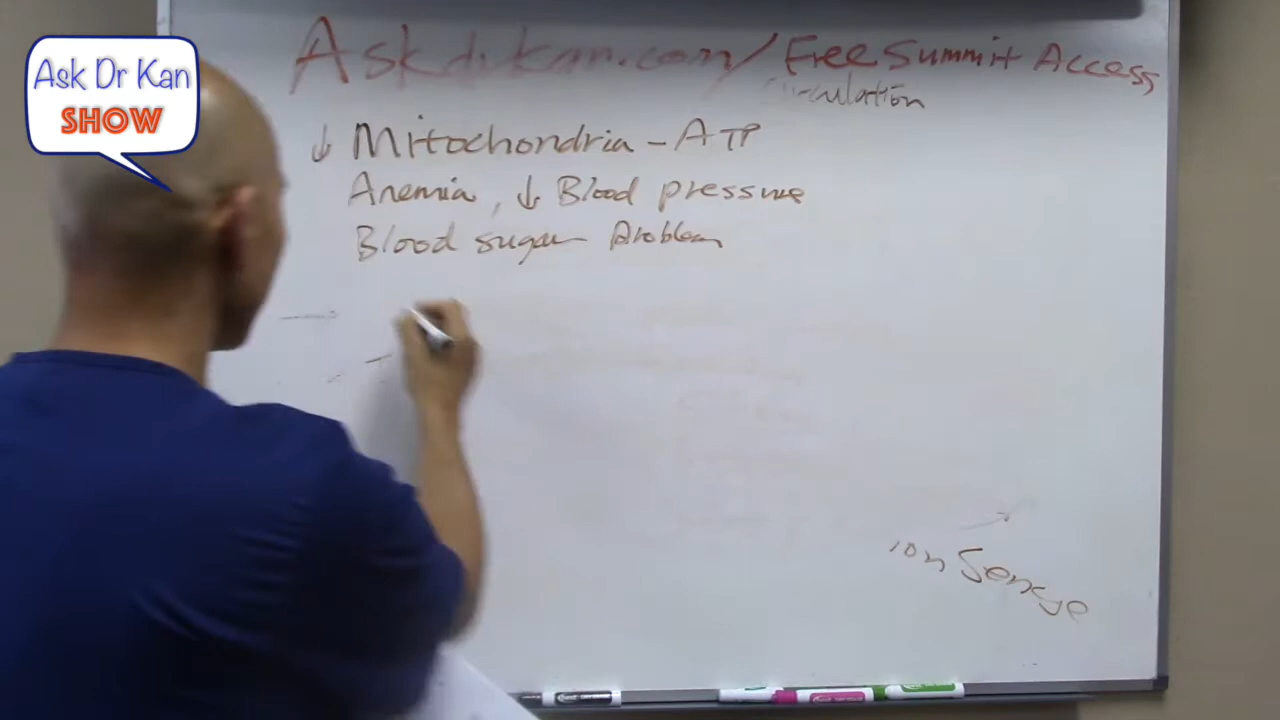 Ask Dr Kan
SHOW
Askdrkan.com/Free Summit Access
Circulation
↓ Mitochondria - ATP
Anemia, ↓ Blood pressure
Blood sugar Problem
ion Sense